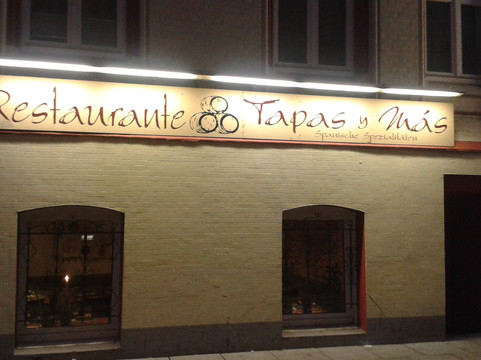 Restaurante Tapas y Más
Spanische Spezialitäten